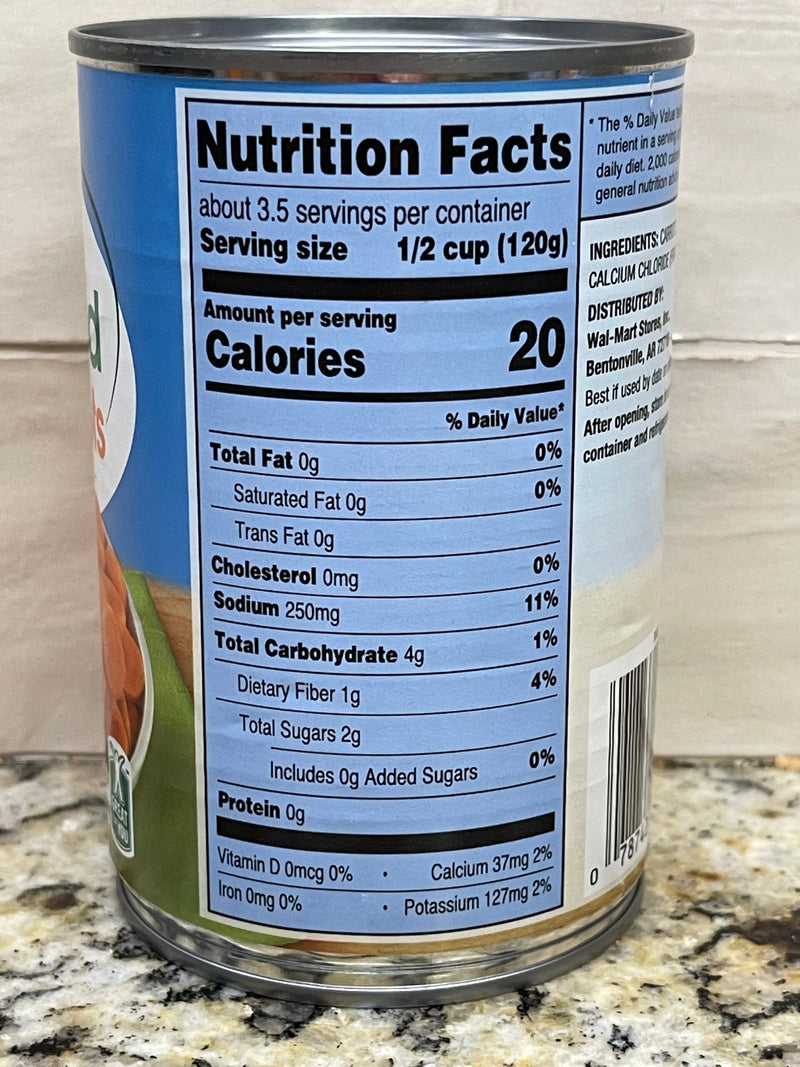 d
ts
Nutrition Facts
about 3.5 servings per container
Serving size 1/2 cup (120g)
Amount per serving
Calories 20
% Daily Value*
Total Fat 0g 0%
Saturated Fat 0g 0%
Trans Fat 0g
Cholesterol 0mg 0%
Sodium 250mg 11%
Total Carbohydrate 4g 1%
Dietary Fiber 1g 4%
Total Sugars 2g
Includes 0g Added Sugars 0%
Protein 0g
Vitamin D 0mcg 0% • Calcium 37mg 2%
Iron 0mg 0% • Potassium 127mg 2%
* The % Daily Value
nutrient in a serving
daily diet. 2,000
general nutrition
INGREDIENTS:
CALCIUM CHLORIDE
DISTRIBUTED BY:
Wal-Mart Stores,
Bentonville, AR
Best if used by date
After opening,
container and
0 787